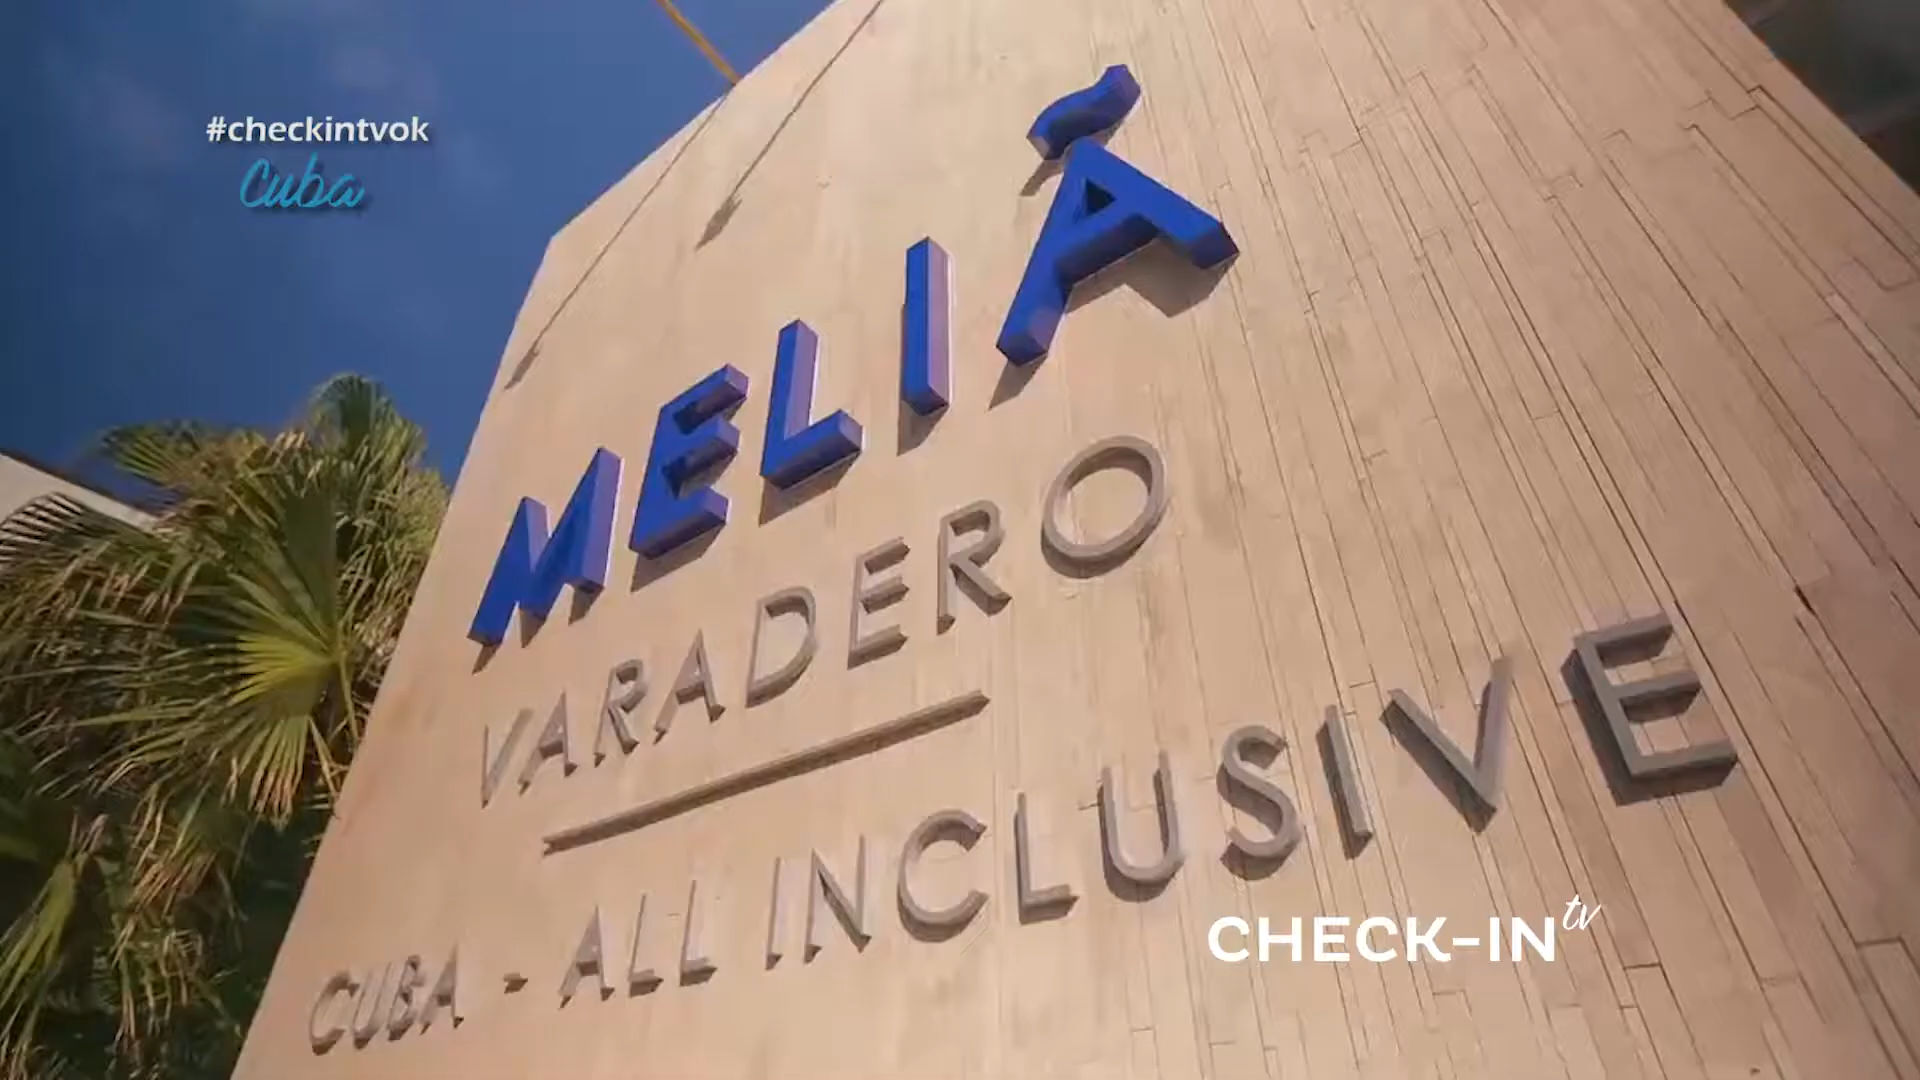 #checkintvok
Cuba
MELIÃ
VARADERO
CUBA - ALL INCLUSIVE
CHECK-IN tv